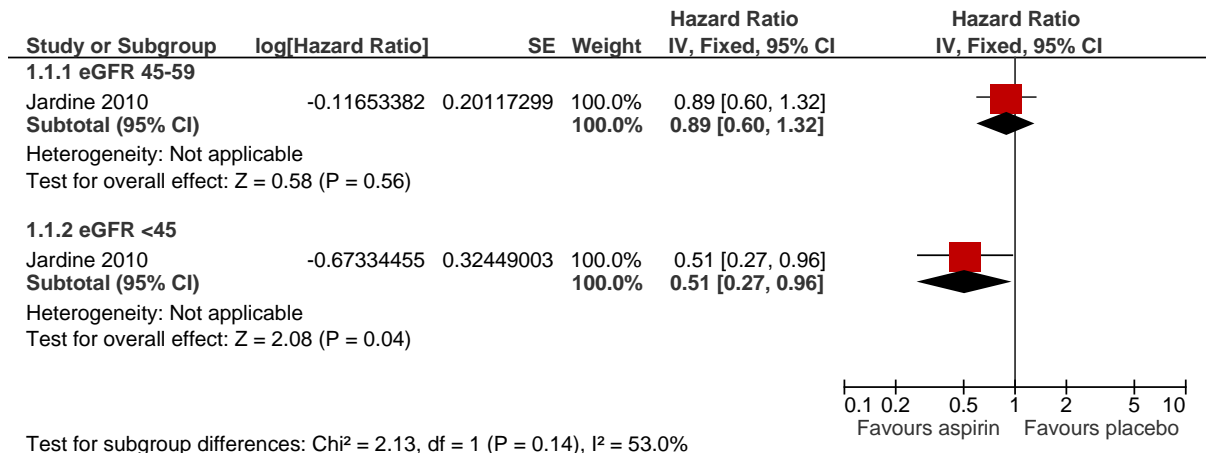 Hazard Ratio Hazard Ratio
Study or Subgroup log[Hazard Ratio] SE Weight IV, Fixed, 95% CI IV, Fixed, 95% CI
1.1.1 eGFR 45-59
Jardine 2010 -0.11653382 0.20117299 100.0% 0.89 [0.60, 1.32]
Subtotal (95% CI) 100.0% 0.89 [0.60, 1.32]
Heterogeneity: Not applicable
Test for overall effect: Z = 0.58 (P = 0.56)
1.1.2 eGFR <45
Jardine 2010 -0.67334455 0.32449003 100.0% 0.51 [0.27, 0.96]
Subtotal (95% CI) 100.0% 0.51 [0.27, 0.96]
Heterogeneity: Not applicable
Test for overall effect: Z = 2.08 (P = 0.04)
0.1 0.2 0.5 1 2 5 10
Favours aspirin Favours placebo
Test for subgroup differences: Chi² = 2.13, df = 1 (P = 0.14), I² = 53.0%